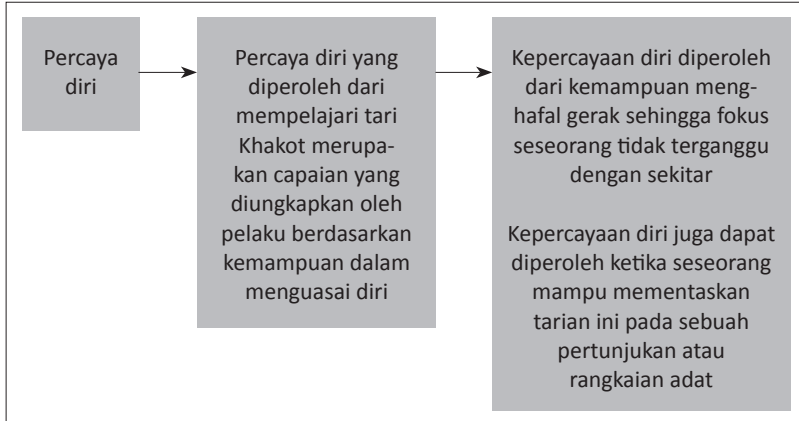 Percaya
diri
Percaya diri yang
diperoleh dari
mempelajari tari
Khakot merupa-
kan capaian yang
diungkapkan oleh
pelaku berdasarkan
kemampuan dalam
menguasai diri
Kepercayaan diri diperoleh
dari kemampuan meng-
hafal gerak sehingga fokus
seseorang tidak terganggu
dengan sekitar
Kepercayaan diri juga dapat
diperoleh ketika seseorang
mampu mementaskan
tarian ini pada sebuah
pertunjukan atau
rangkaian adat